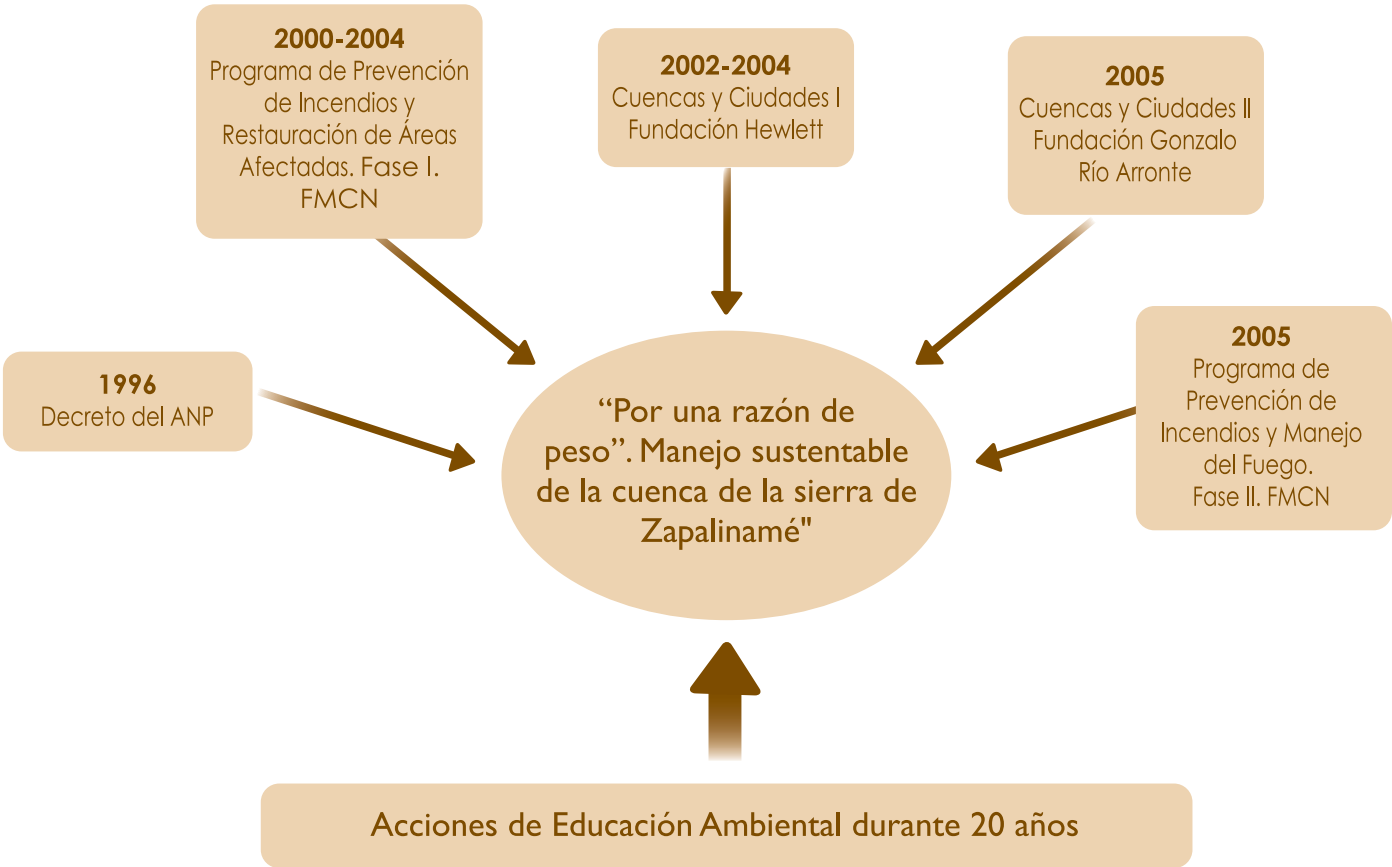 2000-2004
Programa de Prevención
de Incendios y
Restauración de Áreas
Afectadas. Fase I.
FMCN
2002-2004
Cuencas y Ciudades I
Fundación Hewlett
2005
Cuencas y Ciudades II
Fundación Gonzalo
Río Arronte
1996
Decreto del ANP
2005
Programa de
Prevención de
Incendios y Manejo
del Fuego.
Fase II. FMCN
“Por una razón de
peso”. Manejo sustentable
de la cuenca de la sierra de
Zapalinamé"
Acciones de Educación Ambiental durante 20 años